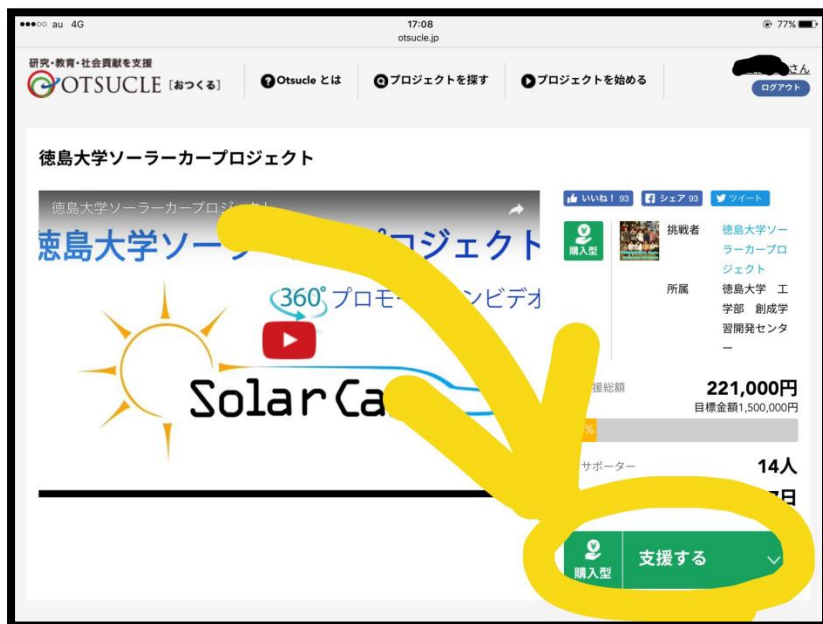 au 4G
17:08
77%
otsucle.jp
研究・教育・社会貢献を支援
OTSUCLE [おつくる]
Otsucle とは
プロジェクトを探す
プロジェクトを始める
さん
ログアウト
徳島大学ソーラーカープロジェクト
いいね! 93
シェア 93
ツイート
徳島大学ソーラーカープロジェクト
徳島大学ソー
プロジェクト
360°プロモー
ンビデオ
Solar Ca
購入型
挑戦者
徳島大学ソー
ラーカープロ
ジェクト
所属
徳島大学 工
学部 創成学
習開発センタ
ー
援総額
221,000円
目標金額1,500,000円
%
サポーター
14人
日
購入型
支援する